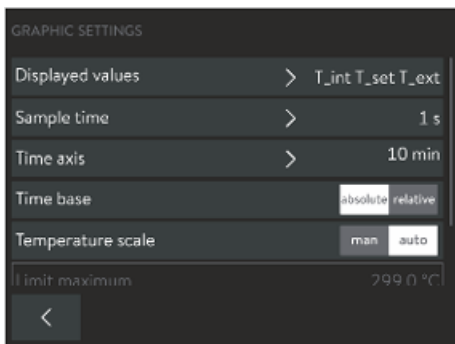 GRAPHIC SETTINGS
Displayed values T_int T_set T_ext
Sample time 1 s
Time axis 10 min
Time base absolute relative
Temperature scale man auto
Limit maximum 299.0 °C